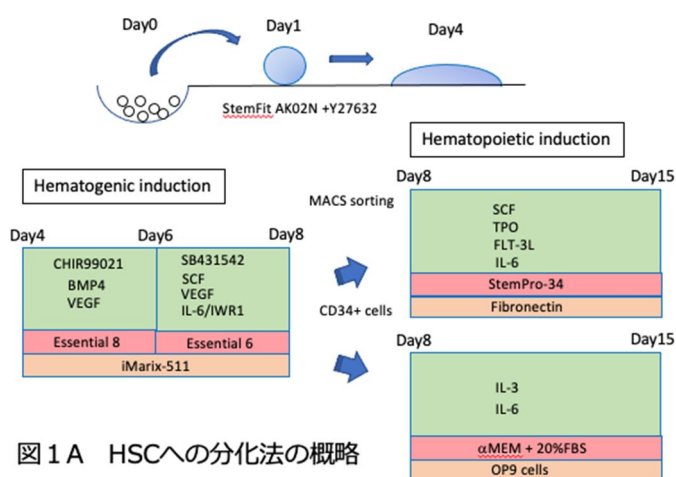 Day0
Day1
Day4
StemFit AK02N +Y27632
Hematopoietic induction
Hematogenic induction
Day8
Day15
MACS sorting
Day4
Day6
Day8
CHIR99021
BMP4
VEGF
SB431542
SCF
VEGF
IL-6/IWR1
Essential 8
Essential 6
iMarix-511
CD34+ cells
SCF
TPO
FLT-3L
IL-6
StemPro-34
Fibronectin
Day8
Day15
IL-3
IL-6
αMEM + 20%FBS
OP9 cells
図１A　HSCへの分化法の概略